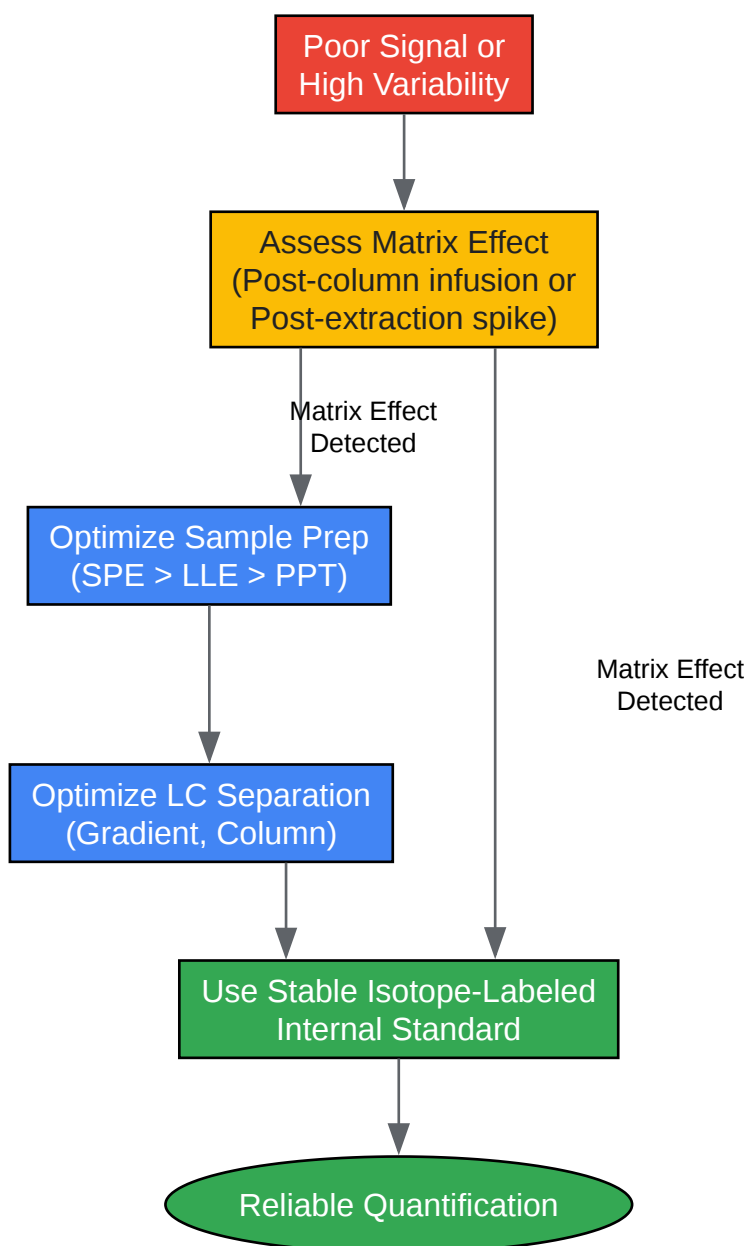 Poor Signal or
High Variability
Assess Matrix Effect
(Post-column infusion or
Post-extraction spike)
Matrix Effect
Detected
Optimize Sample Prep
(SPE > LLE > PPT)
Matrix Effect
Detected
Optimize LC Separation
(Gradient, Column)
Use Stable Isotope-Labeled
Internal Standard
Reliable Quantification